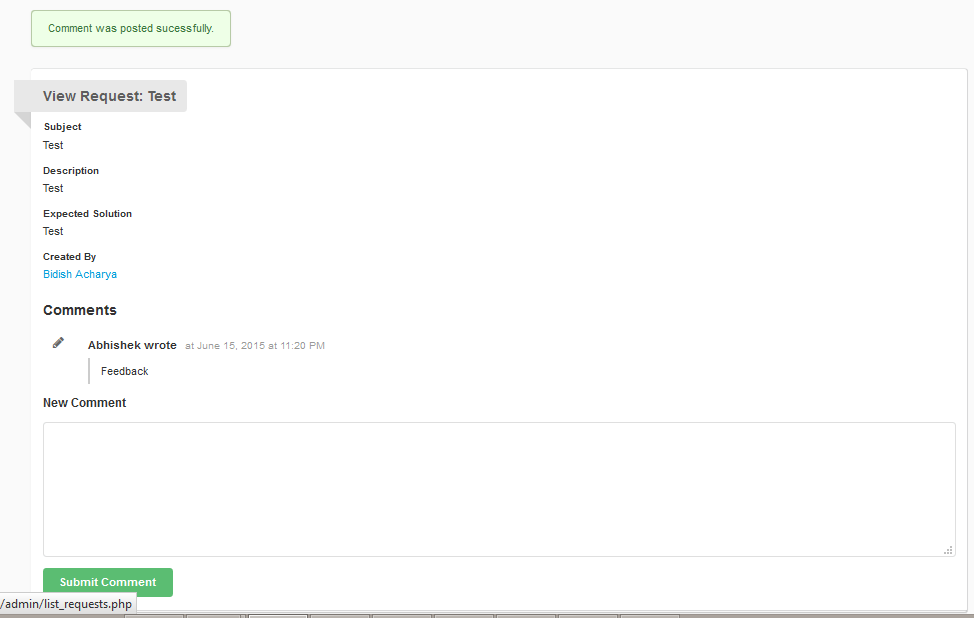 Comment was posted sucessfully.
View Request: Test
Subject
Test
Description
Test
Expected Solution
Test
Created By
Bidish Acharya
Comments
Abhishek wrote at June 15, 2015 at 11:20 PM
Feedback
New Comment
Submit Comment
/admin/list_requests.php